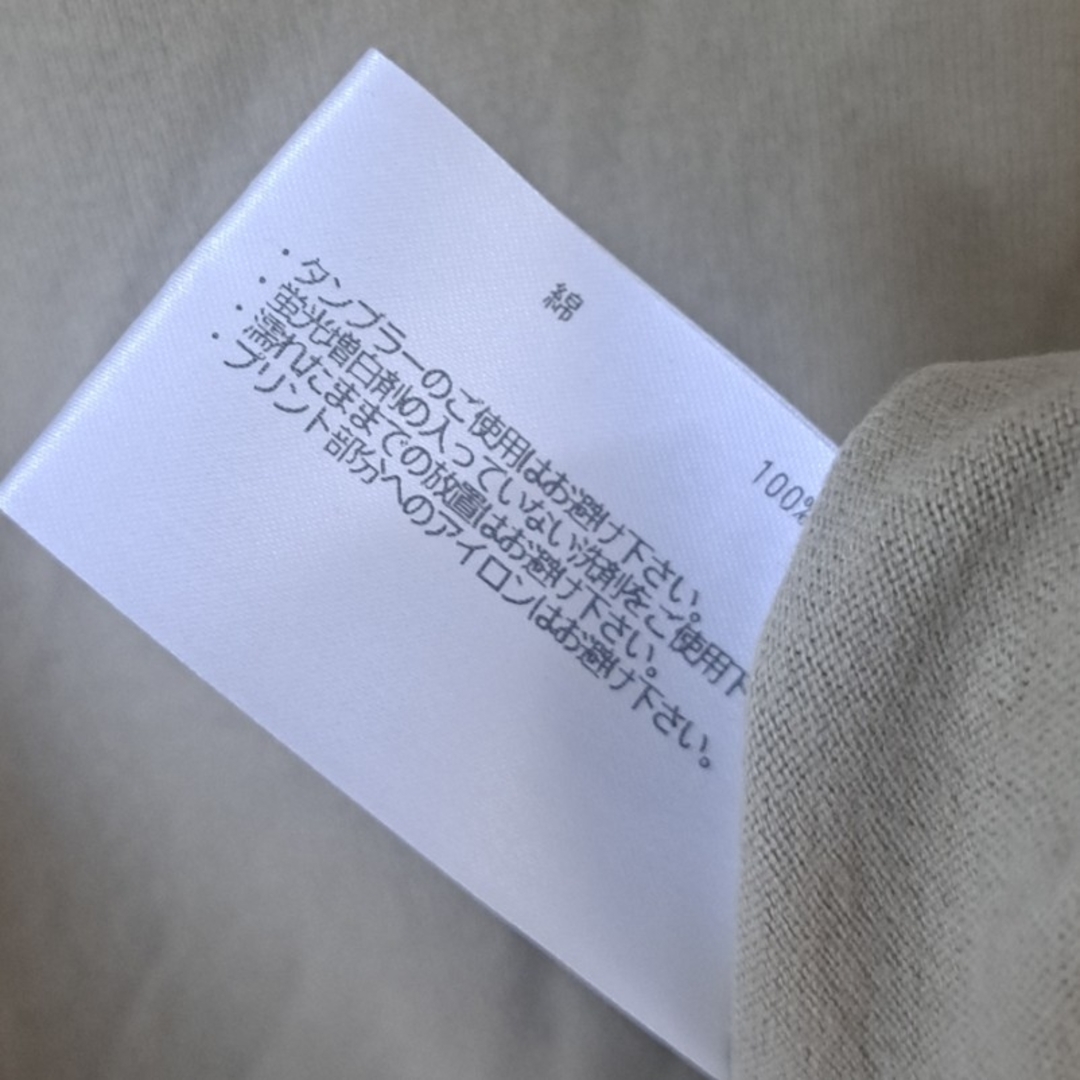 綿 100%
・タンブラーのご使用はお避け下さい。
・蛍光増白剤の入っていない洗剤をご使用下
・濡れたままでの放置はお避け下さい。
・プリント部分へのアイロンはお避け下さい。